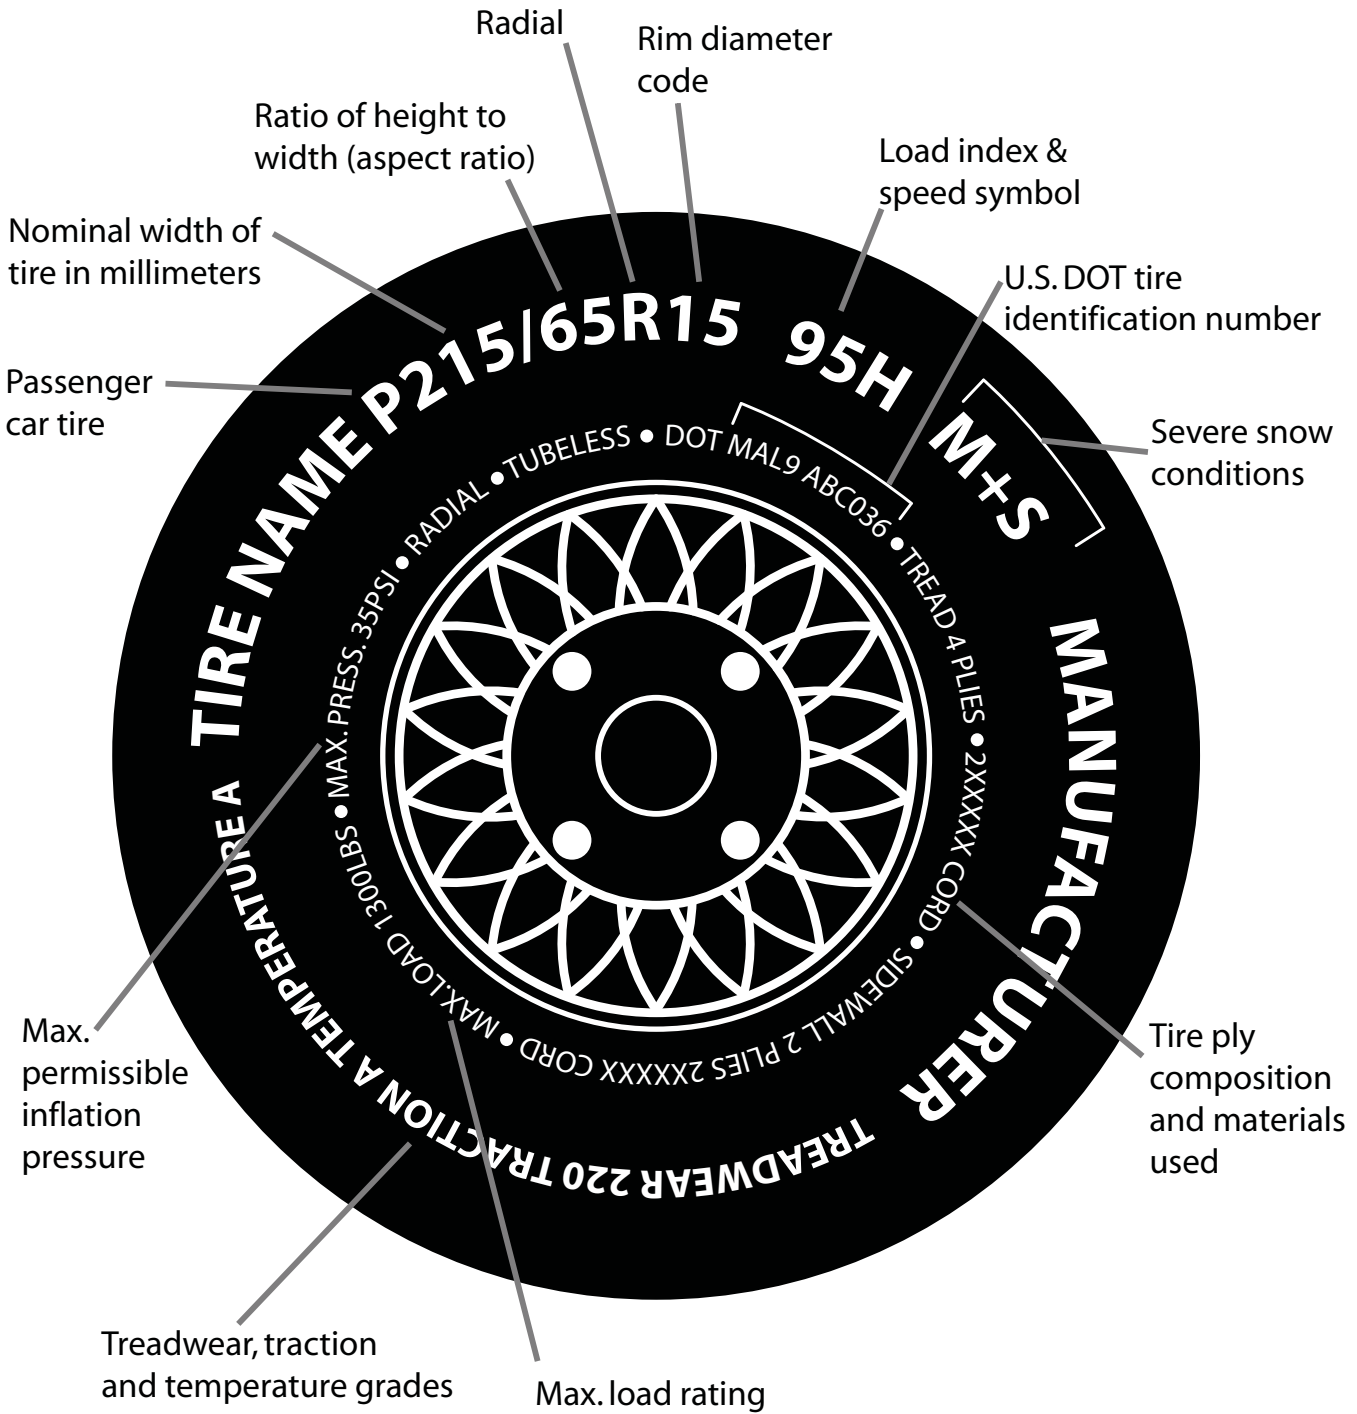 Radial
Rim diameter
code
Ratio of height to
width (aspect ratio)
Load index &
speed symbol
Nominal width of
tire in millimeters
U.S. DOT tire
identification number
Passenger
car tire
Severe snow
conditions
TIRE NAME P215/65R15 95H M+S
MANUFACTURER
TREADWEAR 220 TRACTION A TEMPERATURE A
MAX. PRESS. 35PSI • RADIAL • TUBELESS • DOT MAL9 ABC036 • TREAD 4 PLIES • 2XXXXX CORD • SIDEWALL 2 PLIES 2XXXXX CORD • MAX.LOAD 1300LBS •
Max.
permissible
inflation
pressure
Tire ply
composition
and materials
used
Treadwear, traction
and temperature grades
Max. load rating